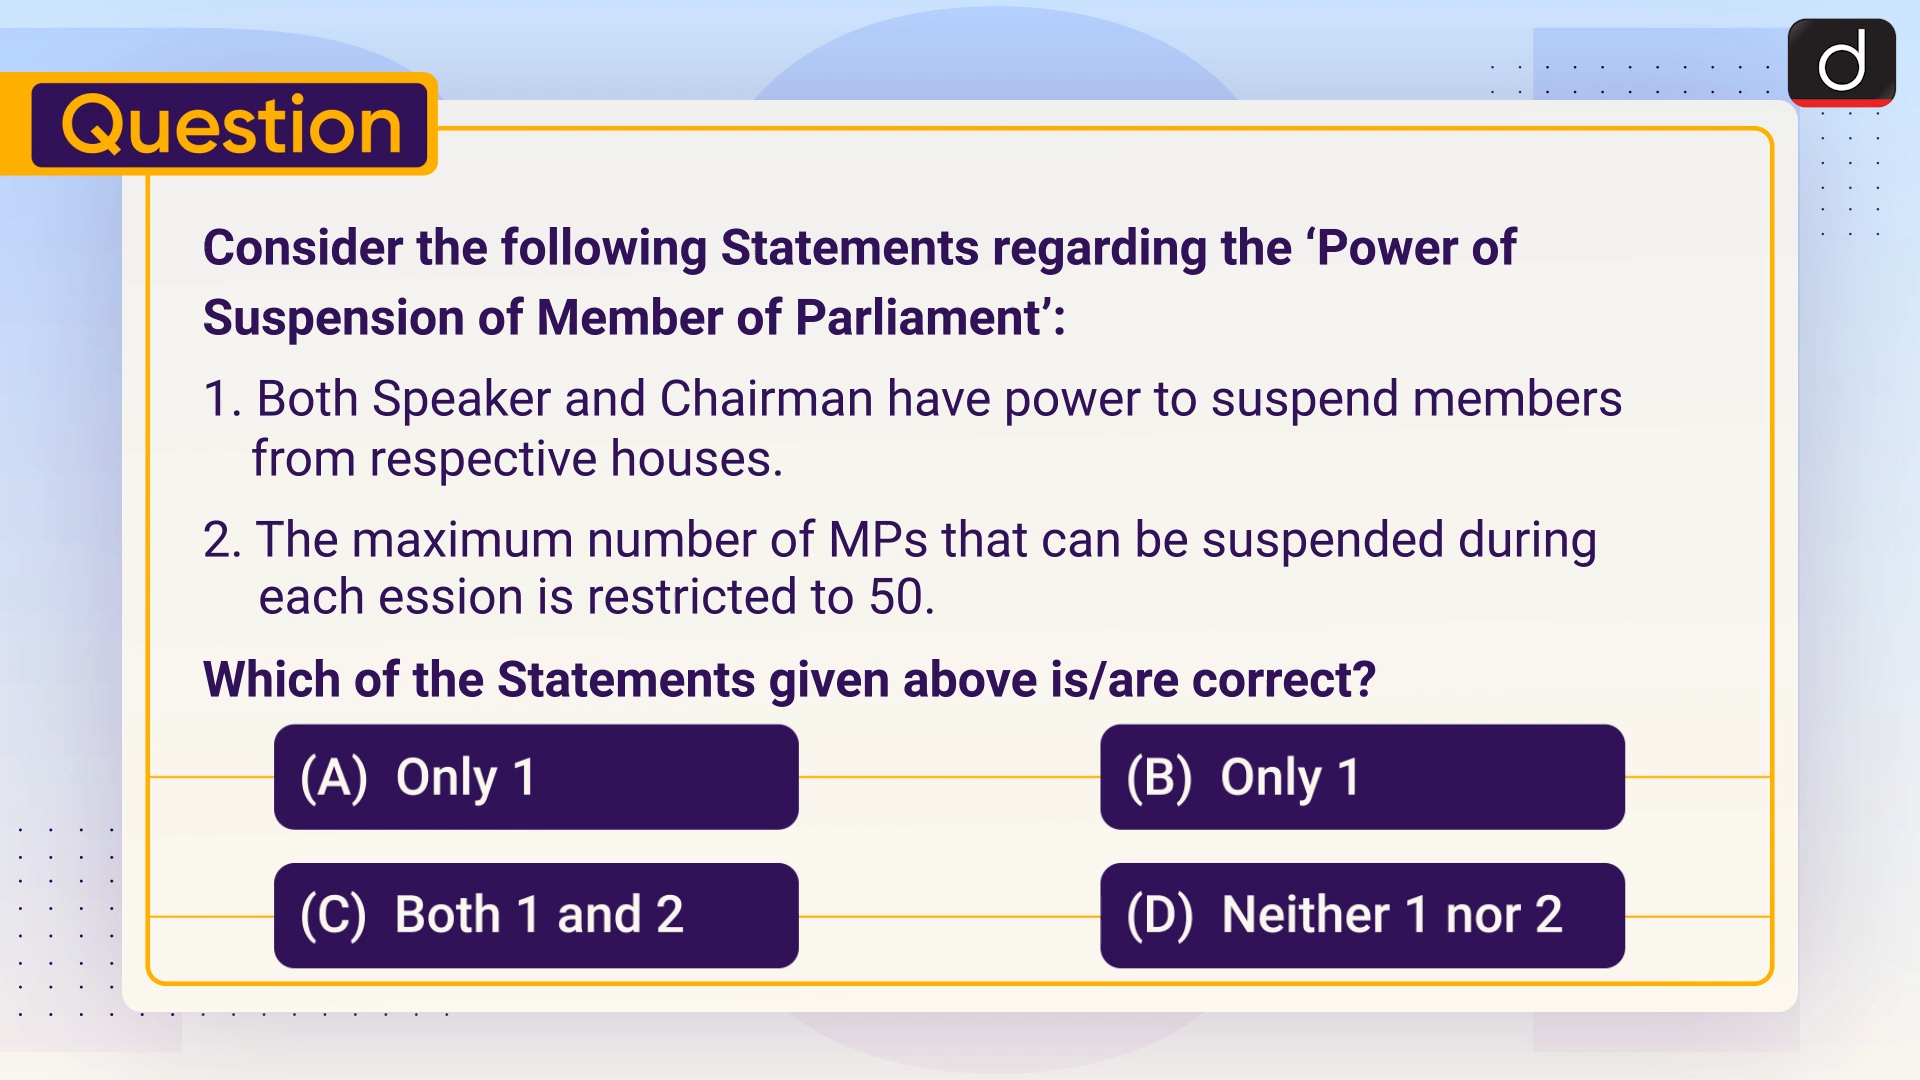 Question
Consider the following Statements regarding the ‘Power of
Suspension of Member of Parliament’:
1. Both Speaker and Chairman have power to suspend members
from respective houses.
2. The maximum number of MPs that can be suspended during
each ession is restricted to 50.
Which of the Statements given above is/are correct?
(A) Only 1
(B) Only 1
(C) Both 1 and 2
(D) Neither 1 nor 2
d